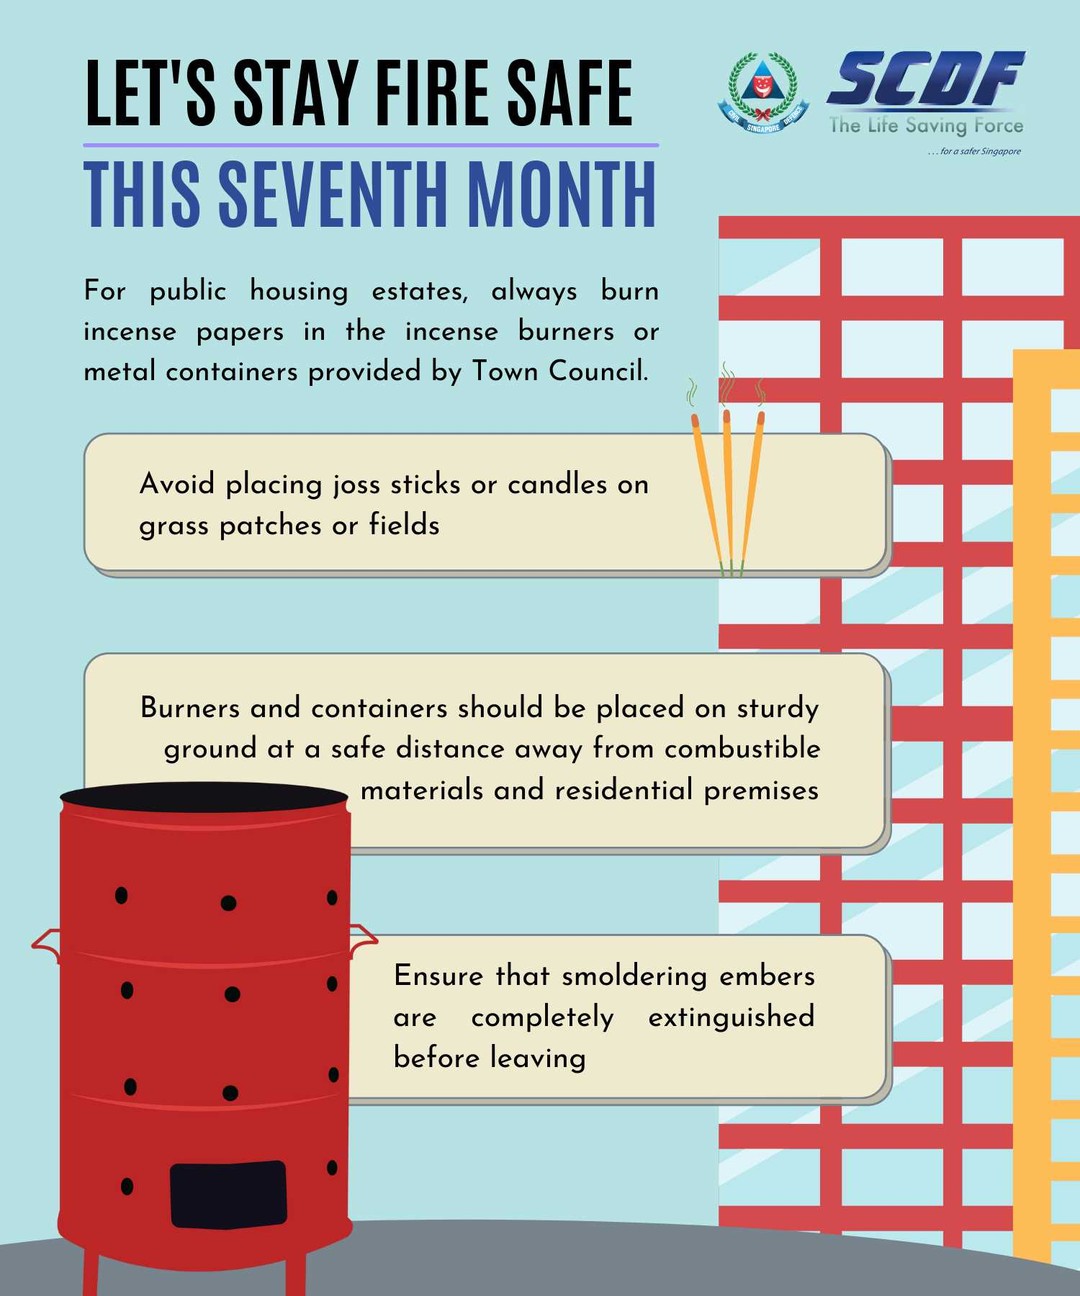 LET'S STAY FIRE SAFE
THIS SEVENTH MONTH
CIVIL SINGAPORE DEFENCE
SCDF
The Life Saving Force
... for a safer Singapore
For public housing estates, always burn
incense papers in the incense burners or
metal containers provided by Town Council.
Avoid placing joss sticks or candles on
grass patches or fields
Burners and containers should be placed on sturdy
ground at a safe distance away from combustible
materials and residential premises
Ensure that smoldering embers
are completely extinguished
before leaving